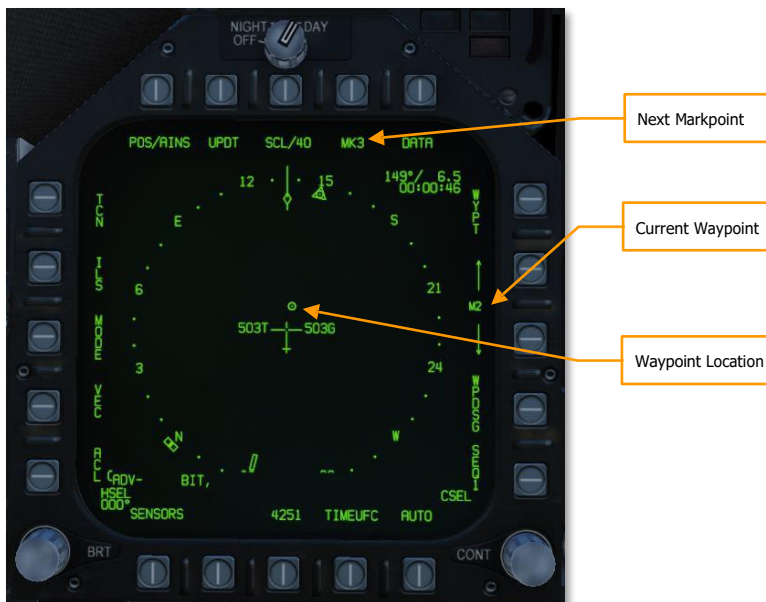 NIGHT DAY
OFF
POS/AINS UPDT SCL/40 MK3 DATA
149°/ 6.5
00:00:46
12 15
E S
6 21
3 24
N W
503T 503G
TCN
ILS
MODE
VEC
ACL
WYPT
M2
WPDSG
SEQ1
ADV- BIT,
HSEL
000°
CSEL
SENSORS 4251 TIMEUFC AUTO
BRT
CONT
Next Markpoint
Current Waypoint
Waypoint Location